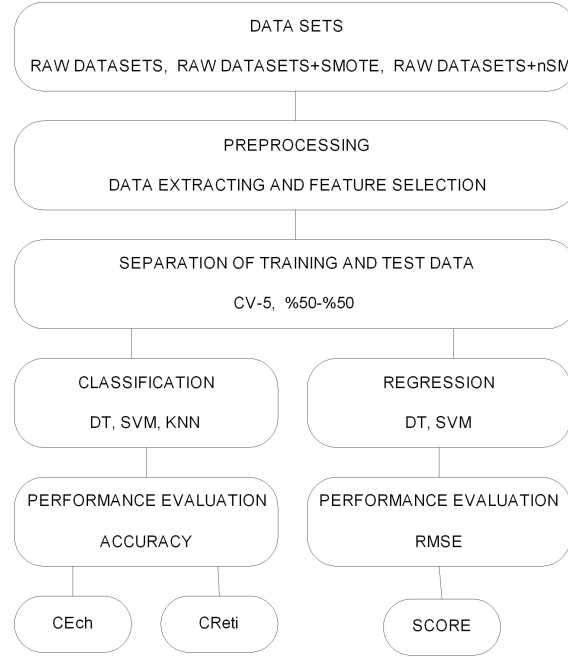 DATA SETS
RAW DATASETS, RAW DATASETS+SMOTE, RAW DATASETS+nSM
PREPROCESSING
DATA EXTRACTING AND FEATURE SELECTION
SEPARATION OF TRAINING AND TEST DATA
CV-5, %50-%50
CLASSIFICATION
DT, SVM, KNN
REGRESSION
DT, SVM
PERFORMANCE EVALUATION
ACCURACY
PERFORMANCE EVALUATION
RMSE
CEch
CReti
SCORE